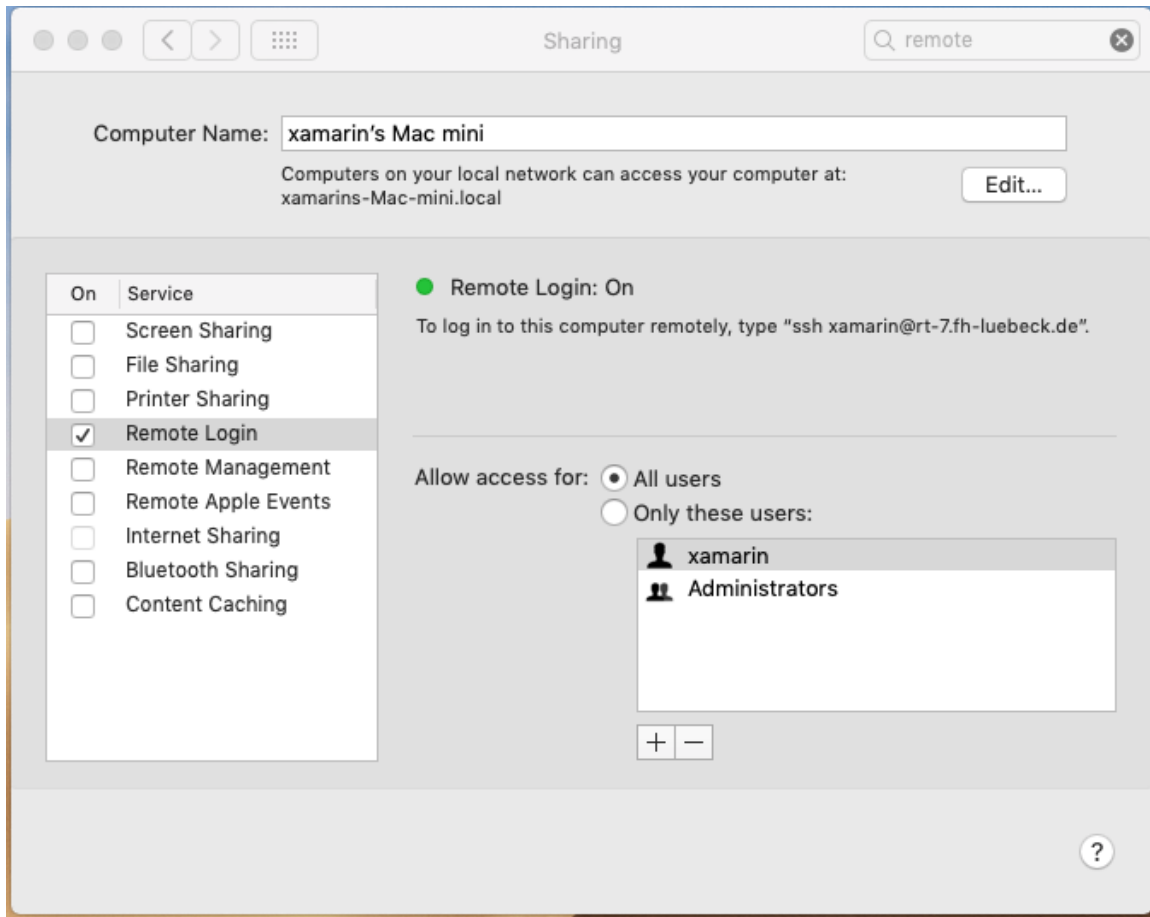 Sharing
remote
Computer Name: xamarin’s Mac mini
Computers on your local network can access your computer at:
xamarins-Mac-mini.local
Edit...
On Service
Screen Sharing
File Sharing
Printer Sharing
Remote Login
Remote Management
Remote Apple Events
Internet Sharing
Bluetooth Sharing
Content Caching
Remote Login: On
To log in to this computer remotely, type “ssh xamarin@rt-7.fh-luebeck.de”.
Allow access for: All users
Only these users:
xamarin
Administrators
+ −
?